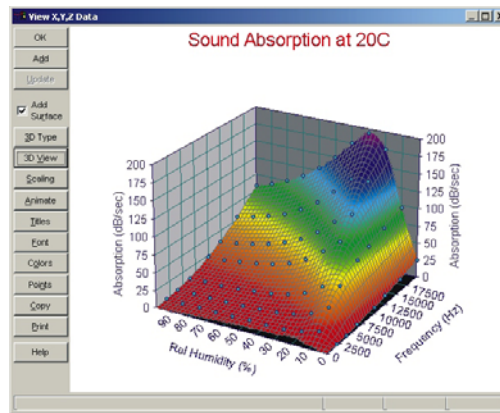 View X,Y,Z Data
OK
Add
Update
Add
Surface
3D Type
3D View
Scaling
Animate
Titles
Font
Colors
Points
Copy
Print
Help
Sound Absorption at 20C
Absorption (dB/sec)
200
175
150
125
100
75
50
25
0
90
80
70
60
50
40
30
20
10
0
Rel Humidity (%)
0
2500
5000
7500
10000
12500
15000
17500
Frequency (Hz)
200
175
150
125
100
75
50
25
0
Absorption (dB/sec)